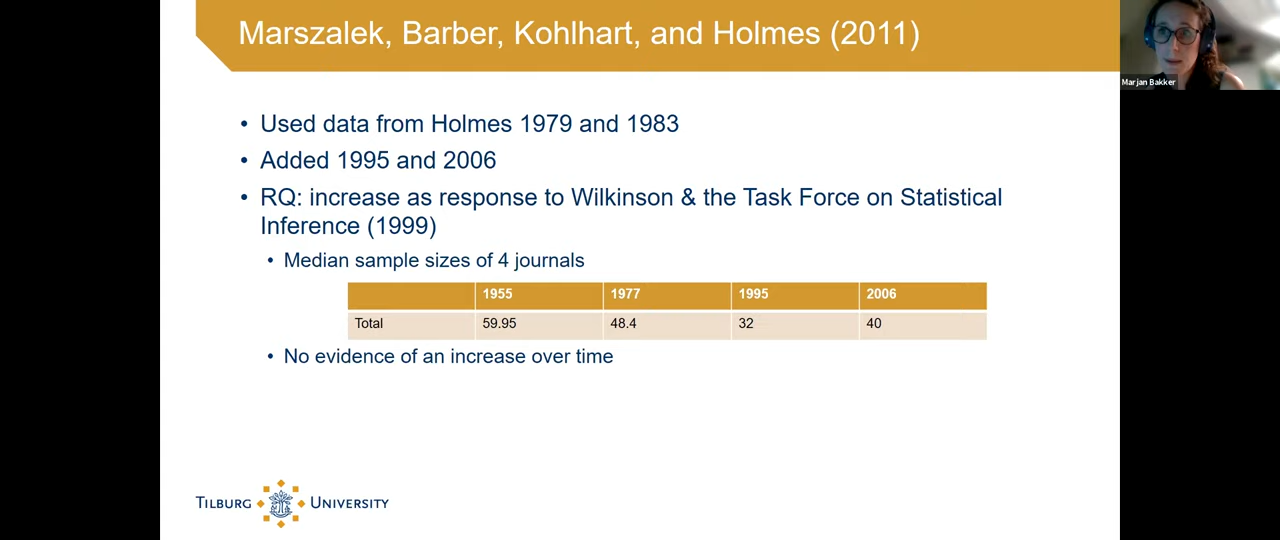 Marszalek, Barber, Kohlhart, and Holmes (2011)
Marjan Bakker
• Used data from Holmes 1979 and 1983
• Added 1995 and 2006
• RQ: increase as response to Wilkinson & the Task Force on Statistical
Inference (1999)
• Median sample sizes of 4 journals
1955 1977 1995 2006
Total 59.95 48.4 32 40
• No evidence of an increase over time
TILBURG UNIVERSITY